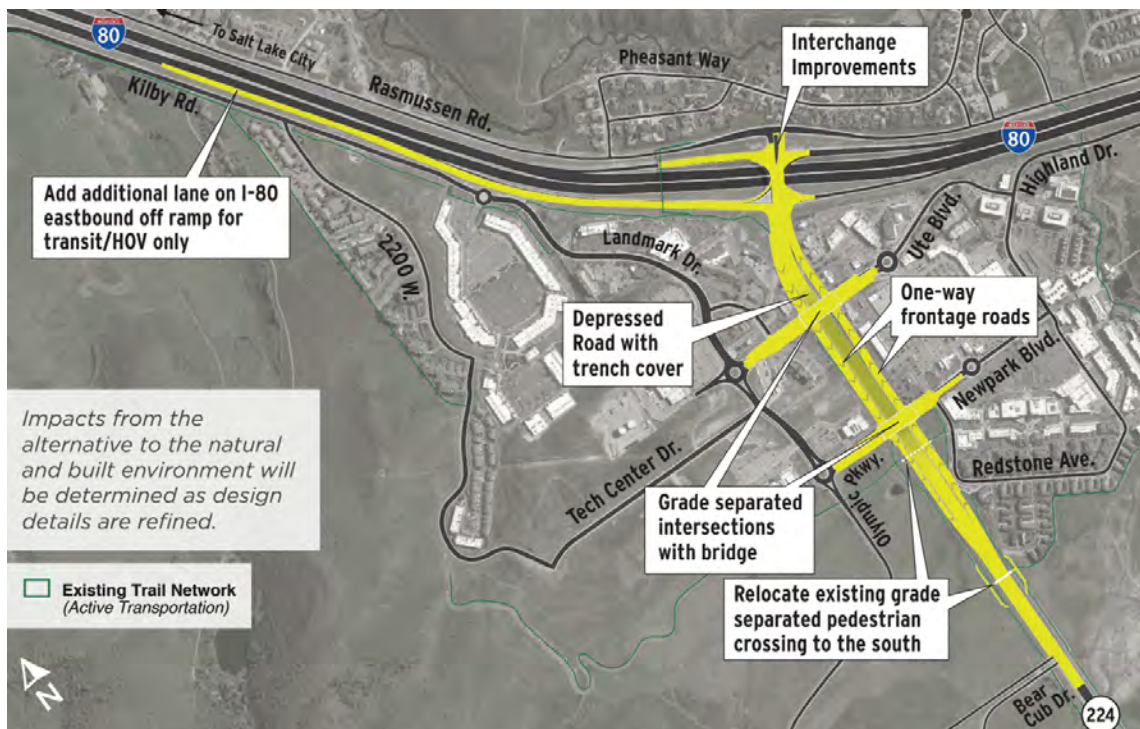 80
To Salt Lake City
Kilby Rd.
Rasmussen Rd.
Pheasant Way
Interchange
Improvements
80
Highland Dr.
Add additional lane on I-80
eastbound off ramp for
transit/HOV only
2200 W.
Landmark Dr.
Ute Blvd.
Depressed
Road with
trench cover
One-way
frontage roads
Newpark Blvd.
Impacts from the
alternative to the natural
and built environment will
be determined as design
details are refined.
Tech Center Dr.
Olympic Pkwy.
Redstone Ave.
Grade separated
intersections
with bridge
Existing Trail Network
(Active Transportation)
Relocate existing grade
separated pedestrian
crossing to the south
N
Bear
Cub Dr.
224